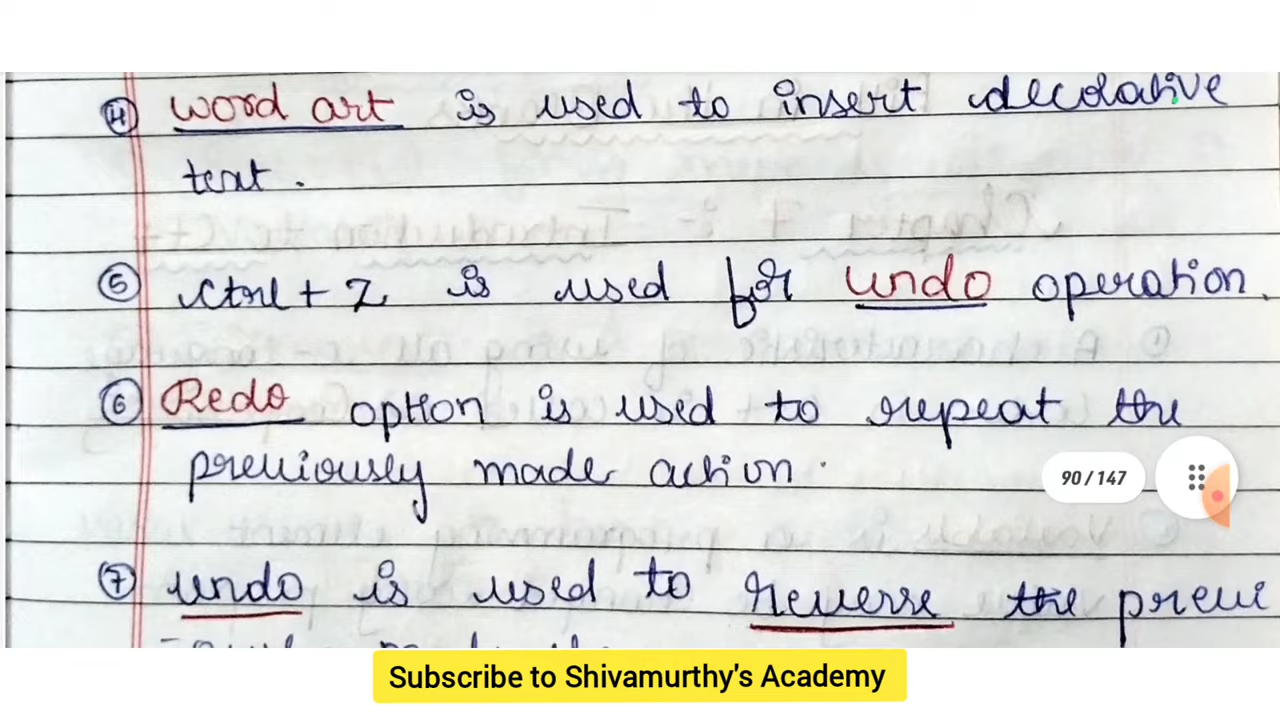 ④ word art is used to insert decorative
text.
⑤ ctrl + Z is used for undo operation.
⑥ Redo option is used to repeat the
previously made action.
90 / 147
⑦ undo is used to reverse the previ
Subscribe to Shivamurthy's Academy